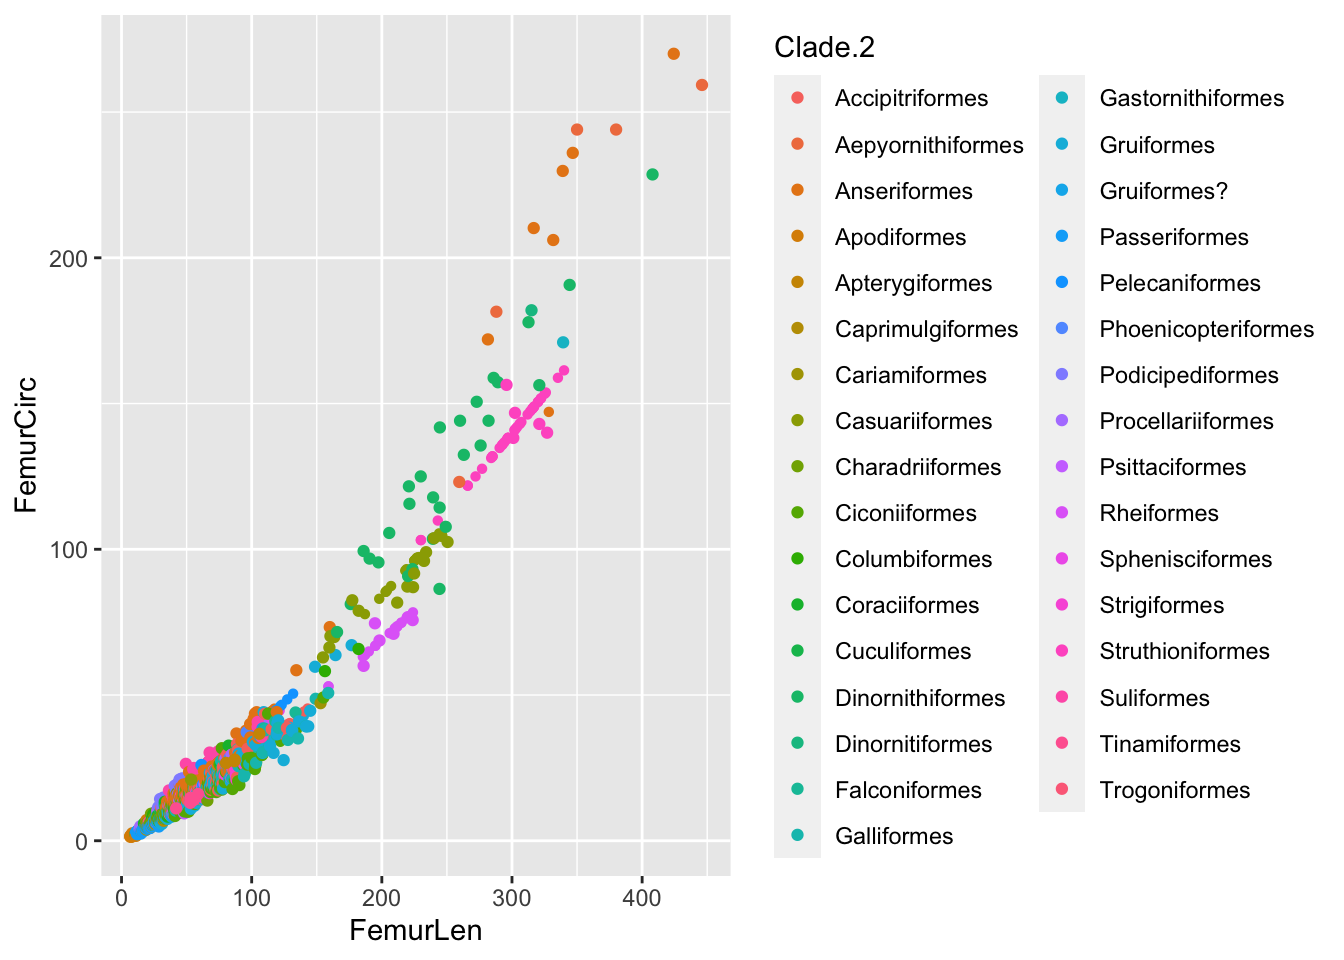 Clade.2
Accipitriformes
Aepyornithiformes
Anseriformes
Apodiformes
Apterygiformes
Caprimulgiformes
Cariamiformes
Casuariiformes
Charadriiformes
Ciconiiformes
Columbiformes
Coraciiformes
Cuculiformes
Dinornithiformes
Dinornitiformes
Falconiformes
Galliformes
Gastornithiformes
Gruiformes
Gruiformes?
Passeriformes
Pelecaniformes
Phoenicopteriformes
Podicipediformes
Procellariiformes
Psittaciformes
Rheiformes
Sphenisciformes
Strigiformes
Struthioniformes
Suliformes
Tinamiformes
Trogoniformes
FemurCirc
200
100
0
0 100 200 300 400
FemurLen